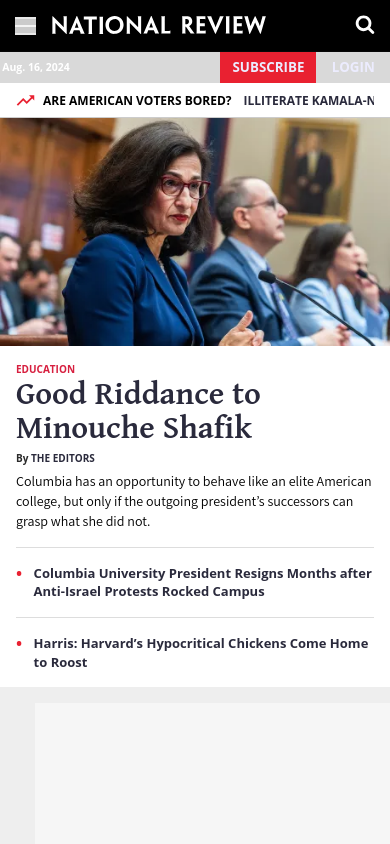 NATIONAL REVIEW
Aug. 16, 2024
SUBSCRIBE
LOGIN
ARE AMERICAN VOTERS BORED? ILLITERATE KAMALA-N
EDUCATION
Good Riddance to
Minouche Shafik
By THE EDITORS
Columbia has an opportunity to behave like an elite American
college, but only if the outgoing president’s successors can
grasp what she did not.
Columbia University President Resigns Months after
Anti-Israel Protests Rocked Campus
Harris: Harvard’s Hypocritical Chickens Come Home
to Roost